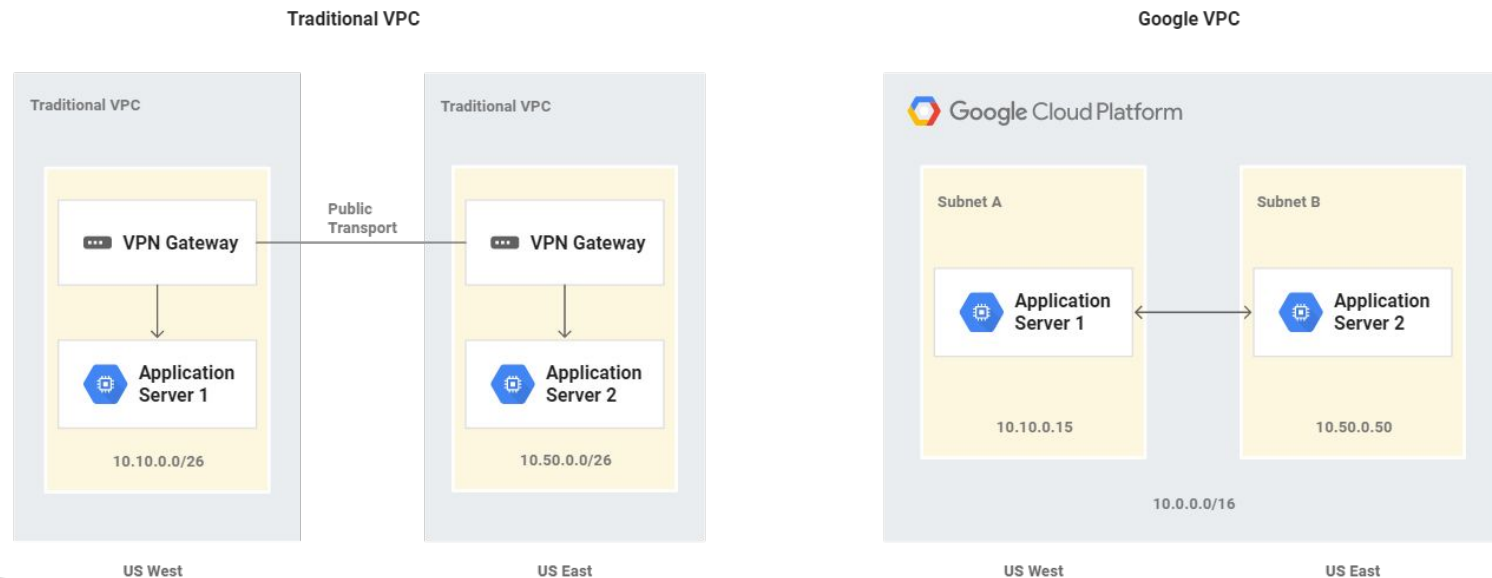 Traditional VPC
Google VPC
Traditional VPC
VPN Gateway
Application
Server 1
10.10.0.0/26
US West
Public
Transport
Traditional VPC
VPN Gateway
Application
Server 2
10.50.0.0/26
US East
Google Cloud Platform
Subnet A
Application
Server 1
10.10.0.15
US West
Subnet B
Application
Server 2
10.50.0.50
US East
10.0.0.0/16